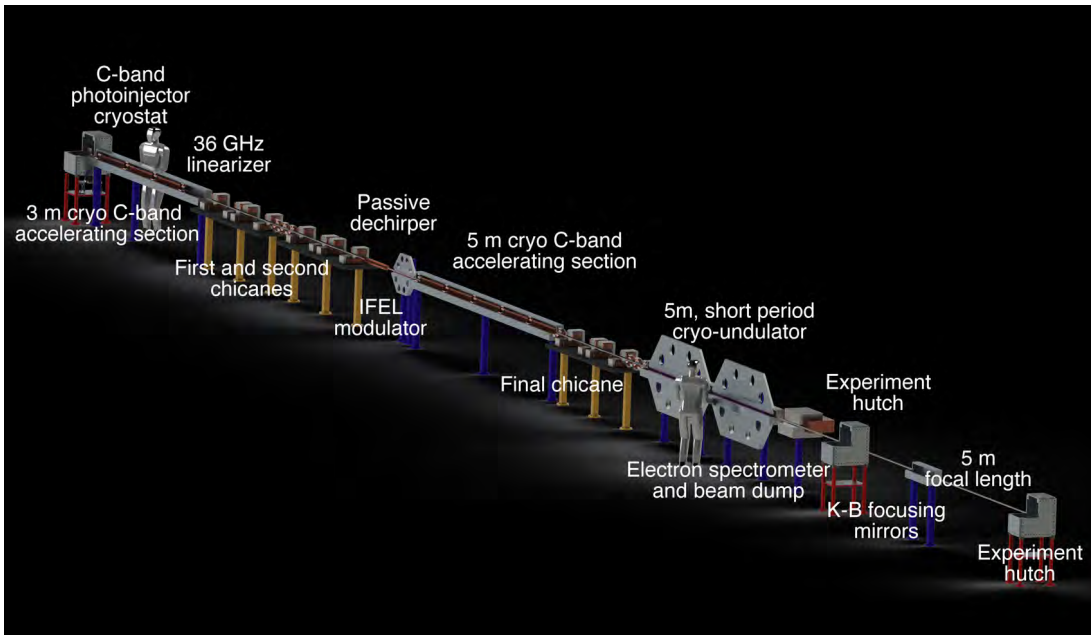 C-band
photoinjector
cryostat
36 GHz
linearizer
3 m cryo C-band
accelerating section
First and second
chicanes
Passive
dechirper
IFEL
modulator
5 m cryo C-band
accelerating section
Final chicane
5m, short period
cryo-undulator
Electron spectrometer
and beam dump
Experiment
hutch
K-B focusing
mirrors
5 m
focal length
Experiment
hutch